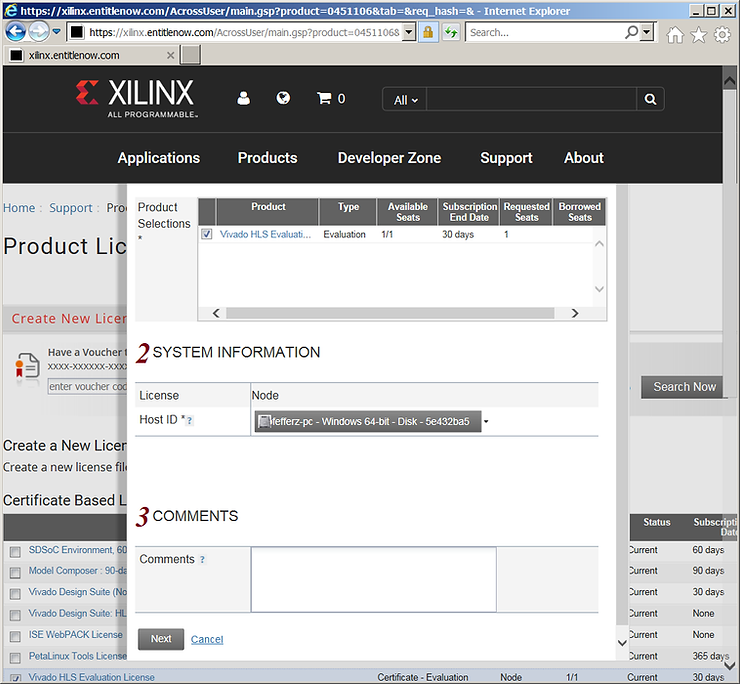 https://xilinx.entitlenow.com/AcrossUser/main.gsp?product=0451106&tab=&req_hash=& - Internet Explorer
https://xilinx.entitlenow.com/AcrossUser/main.gsp?product=0451106&
Search...
xilinx.entitlenow.com
XILINX
ALL PROGRAMMABLE™
0
All
Applications Products Developer Zone Support About
Home : Support :
Product Selections *
Product Type Available Seats Subscription End Date Requested Seats Borrowed Seats
Vivado HLS Evaluati... Evaluation 1/1 30 days 1
Product Lic
Create New Licen
Have a Voucher t
xxxx-xxxxxx-xxx
enter voucher cod
Search Now
2 SYSTEM INFORMATION
License Node
Host ID * ? fefferz-pc - Windows 64-bit - Disk - 5e432ba5
Create a New Licen
Create a new license file
Certificate Based L
3 COMMENTS
Comments ?
Status Subscripti
Date
SDSoC Environment, 60 Current 60 days
Model Composer : 90-da Current 90 days
Vivado Design Suite (No Current 30 days
Vivado Design Suite: HL Current None
ISE WebPACK License Current None
PetaLinux Tools License Current 365 days
Next Cancel
Vivado HLS Evaluation License Certificate - Evaluation Node 1/1 Current 30 days